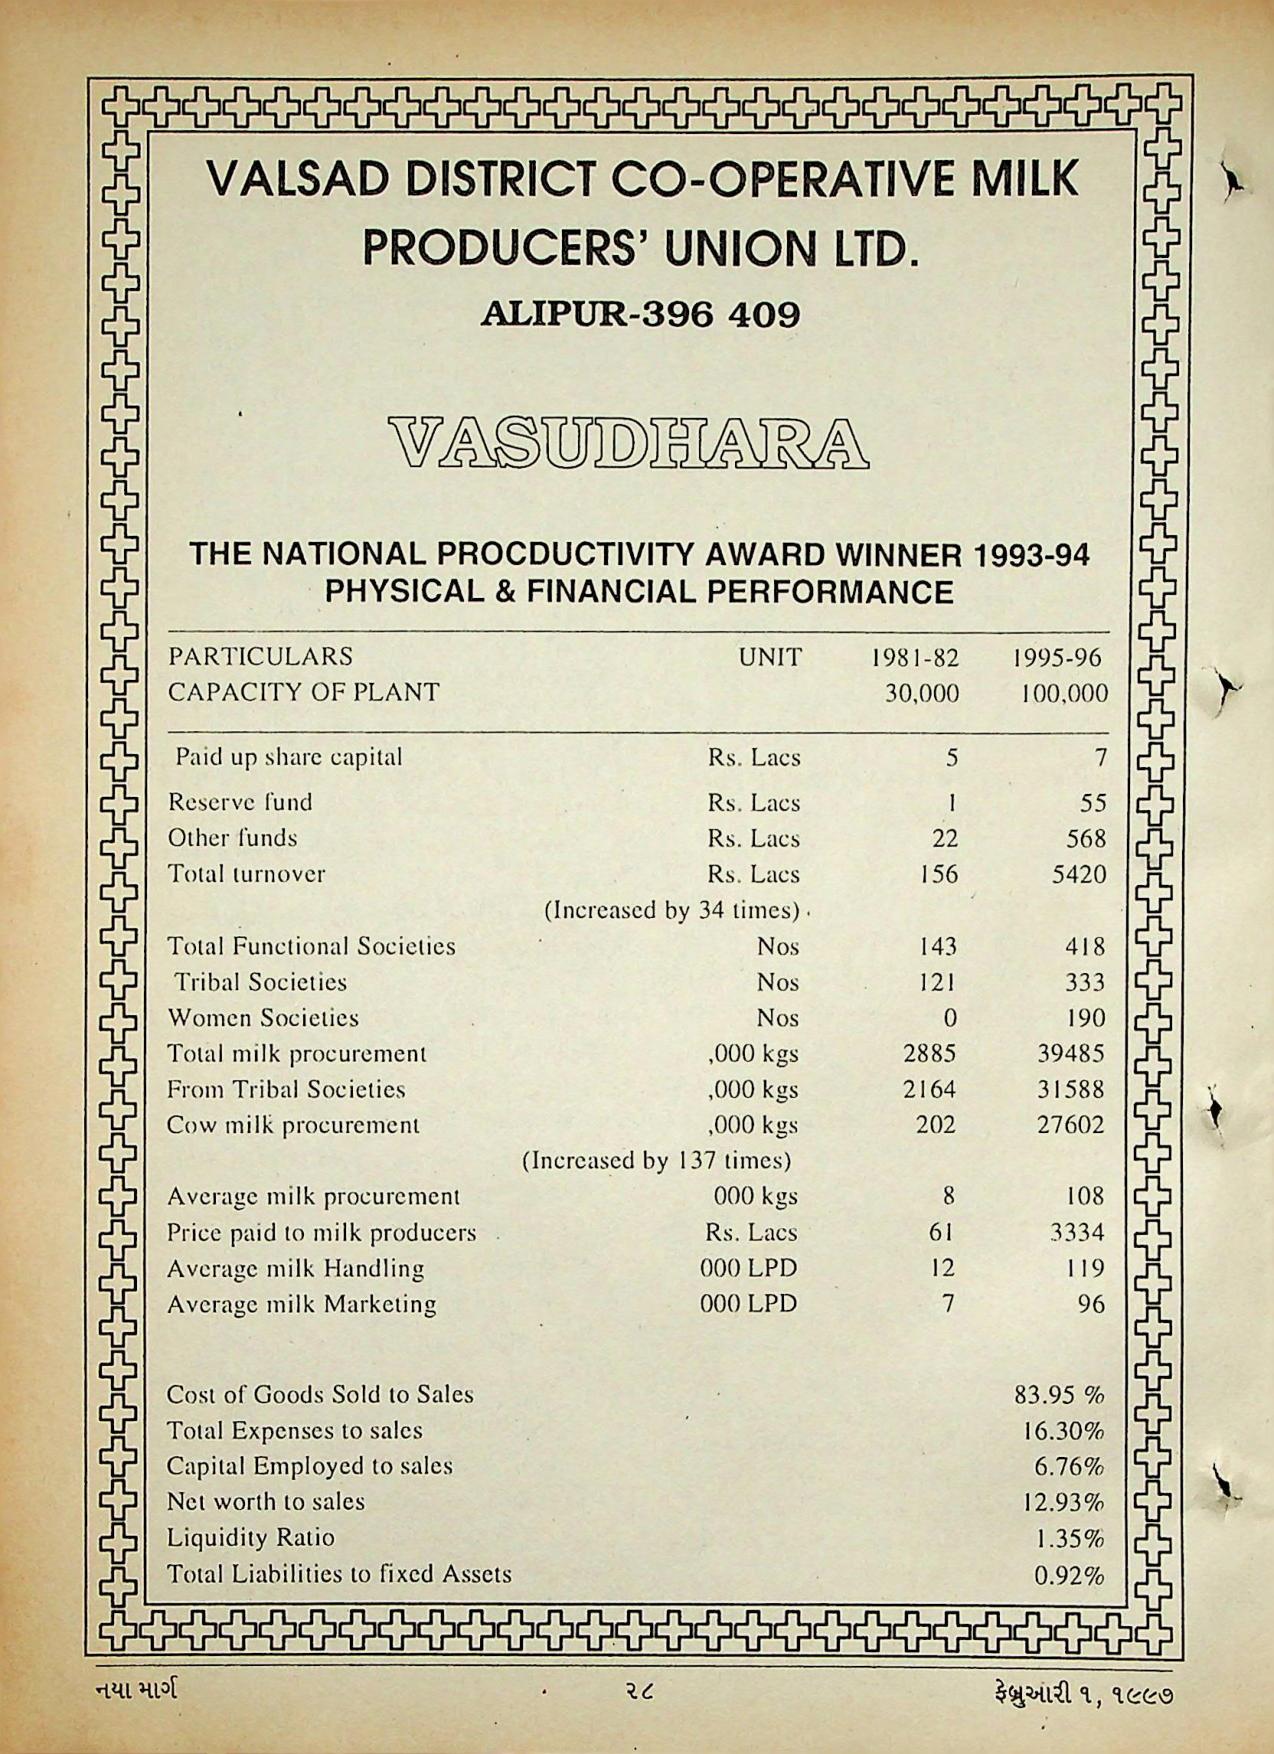 VALSAD DISTRICT CO-OPERATIVE MILK
PRODUCERS' UNION LTD.
ALIPUR-396 409
VASUDHARA
THE NATIONAL PROCDUCTIVITY AWARD WINNER 1993-94
PHYSICAL & FINANCIAL PERFORMANCE
PARTICULARS UNIT 1981-82 1995-96
CAPACITY OF PLANT 30,000 100,000
Paid up share capital Rs. Lacs 5 7
Reserve fund Rs. Lacs 1 55
Other funds Rs. Lacs 22 568
Total turnover Rs. Lacs 156 5420
(Increased by 34 times)
Total Functional Societies Nos 143 418
Tribal Societies Nos 121 333
Women Societies Nos 0 190
Total milk procurement ,000 kgs 2885 39485
From Tribal Societies ,000 kgs 2164 31588
Cow milk procurement ,000 kgs 202 27602
(Increased by 137 times)
Average milk procurement 000 kgs 8 108
Price paid to milk producers Rs. Lacs 61 3334
Average milk Handling 000 LPD 12 119
Average milk Marketing 000 LPD 7 96
Cost of Goods Sold to Sales 83.95 %
Total Expenses to sales 16.30%
Capital Employed to sales 6.76%
Net worth to sales 12.93%
Liquidity Ratio 1.35%
Total Liabilities to fixed Assets 0.92%
નયા માર્ગ ૨૮ ફેબ્રુઆરી ૧, ૧૯૯૭